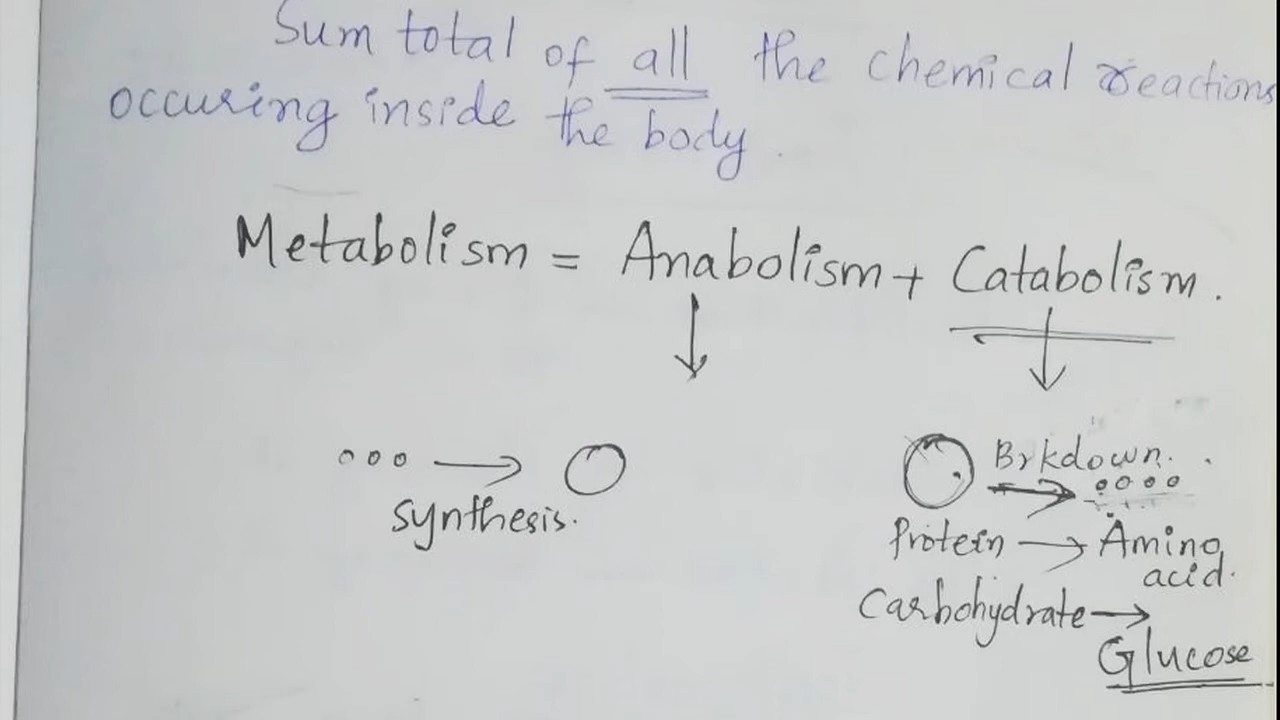 Sum total of all the chemical reactions
occuring inside the body.
Metabolism = Anabolism + Catabolism.
synthesis.
Brkdown.
Protein → Amino
acid.
Carbohydrate →
Glucose